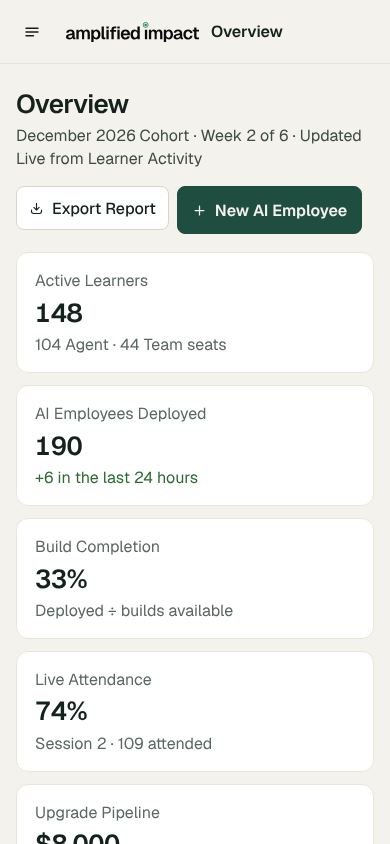 amplified impact Overview
Overview
December 2026 Cohort · Week 2 of 6 · Updated
Live from Learner Activity
Export Report
+ New AI Employee
Active Learners
148
104 Agent · 44 Team seats
AI Employees Deployed
190
+6 in the last 24 hours
Build Completion
33%
Deployed ÷ builds available
Live Attendance
74%
Session 2 · 109 attended
Upgrade Pipeline
$8,000